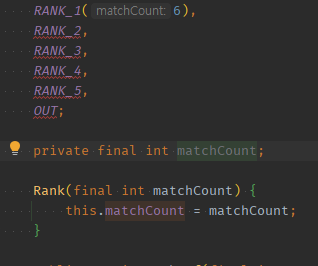 RANK_1( matchCount: 6),
RANK_2,
RANK_3,
RANK_4,
RANK_5,
OUT;
private final int matchCount;
Rank(final int matchCount) {
this.matchCount = matchCount;
}